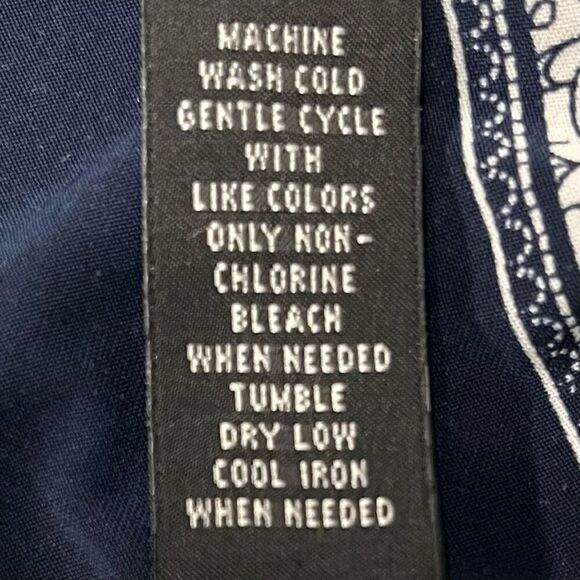 MACHINE
WASH COLD
GENTLE CYCLE
WITH
LIKE COLORS
ONLY NON-
CHLORINE
BLEACH
WHEN NEEDED
TUMBLE
DRY LOW
COOL IRON
WHEN NEEDED